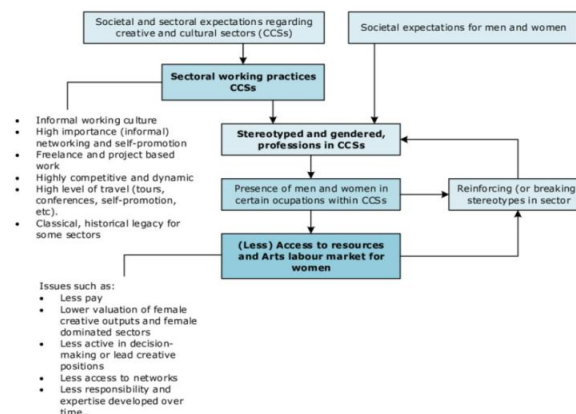 Societal and sectoral expectations regarding
creative and cultural sectors (CCSs)
Societal expectations for men and women
Sectoral working practices
CCSs
• Informal working culture
• High importance (informal)
networking and self-promotion
• Freelance and project based
work
• Highly competitive and dynamic
• High level of travel (tours,
conferences, self-promotion,
etc).
• Classical, historical legacy for
some sectors
Stereotyped and gendered,
professions in CCSs
Presence of men and women in
certain ocupations within CCSs
Reinforcing (or breaking)
stereotypes in sector
(Less) Access to resources
and Arts labour market for
women
Issues such as:
• Less pay
• Lower valuation of female
creative outputs and female
dominated sectors
• Less active in decision-
making or lead creative
positions
• Less access to networks
• Less responsibility and
expertise developed over
time